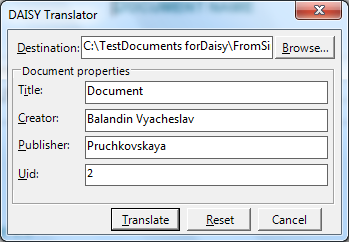 DAISY Translator
Destination: C:\TestDocuments forDaisy\FromSi Browse...
Document properties
Title: Document
Creator: Balandin Vyacheslav
Publisher: Pruchkovskaya
Uid: 2
Translate Reset Cancel